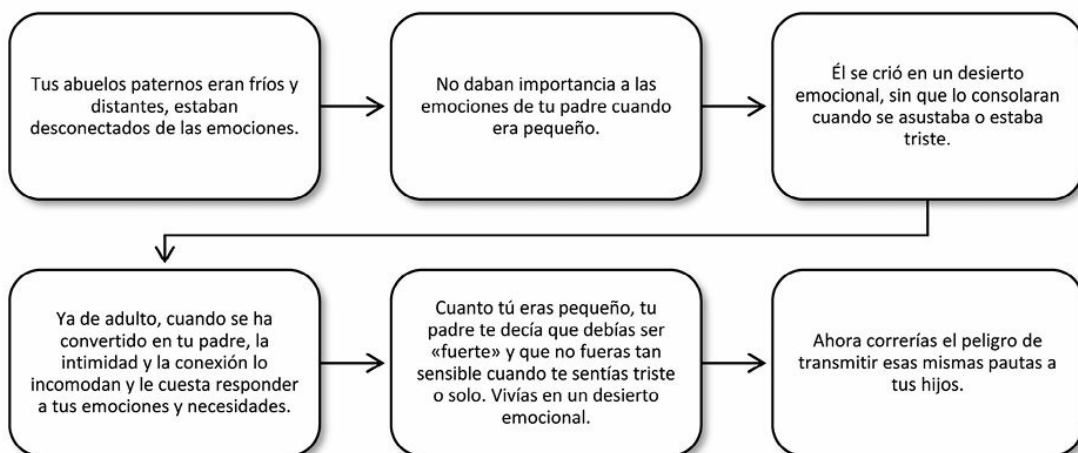 Tus abuelos paternos eran fríos y
distantes, estaban
desconectados de las emociones.
No daban importancia a las
emociones de tu padre cuando
era pequeño.
Él se crió en un desierto
emocional, sin que lo consolaran
cuando se asustaba o estaba
triste.
Ya de adulto, cuando se ha
convertido en tu padre, la
intimidad y la conexión lo
incomodan y le cuesta responder
a tus emociones y necesidades.
Cuanto tú eras pequeño, tu
padre te decía que debías ser
«fuerte» y que no fueras tan
sensible cuando te sentías triste
o solo. Vivías en un desierto
emocional.
Ahora correrías el peligro de
transmitir esas mismas pautas a
tus hijos.